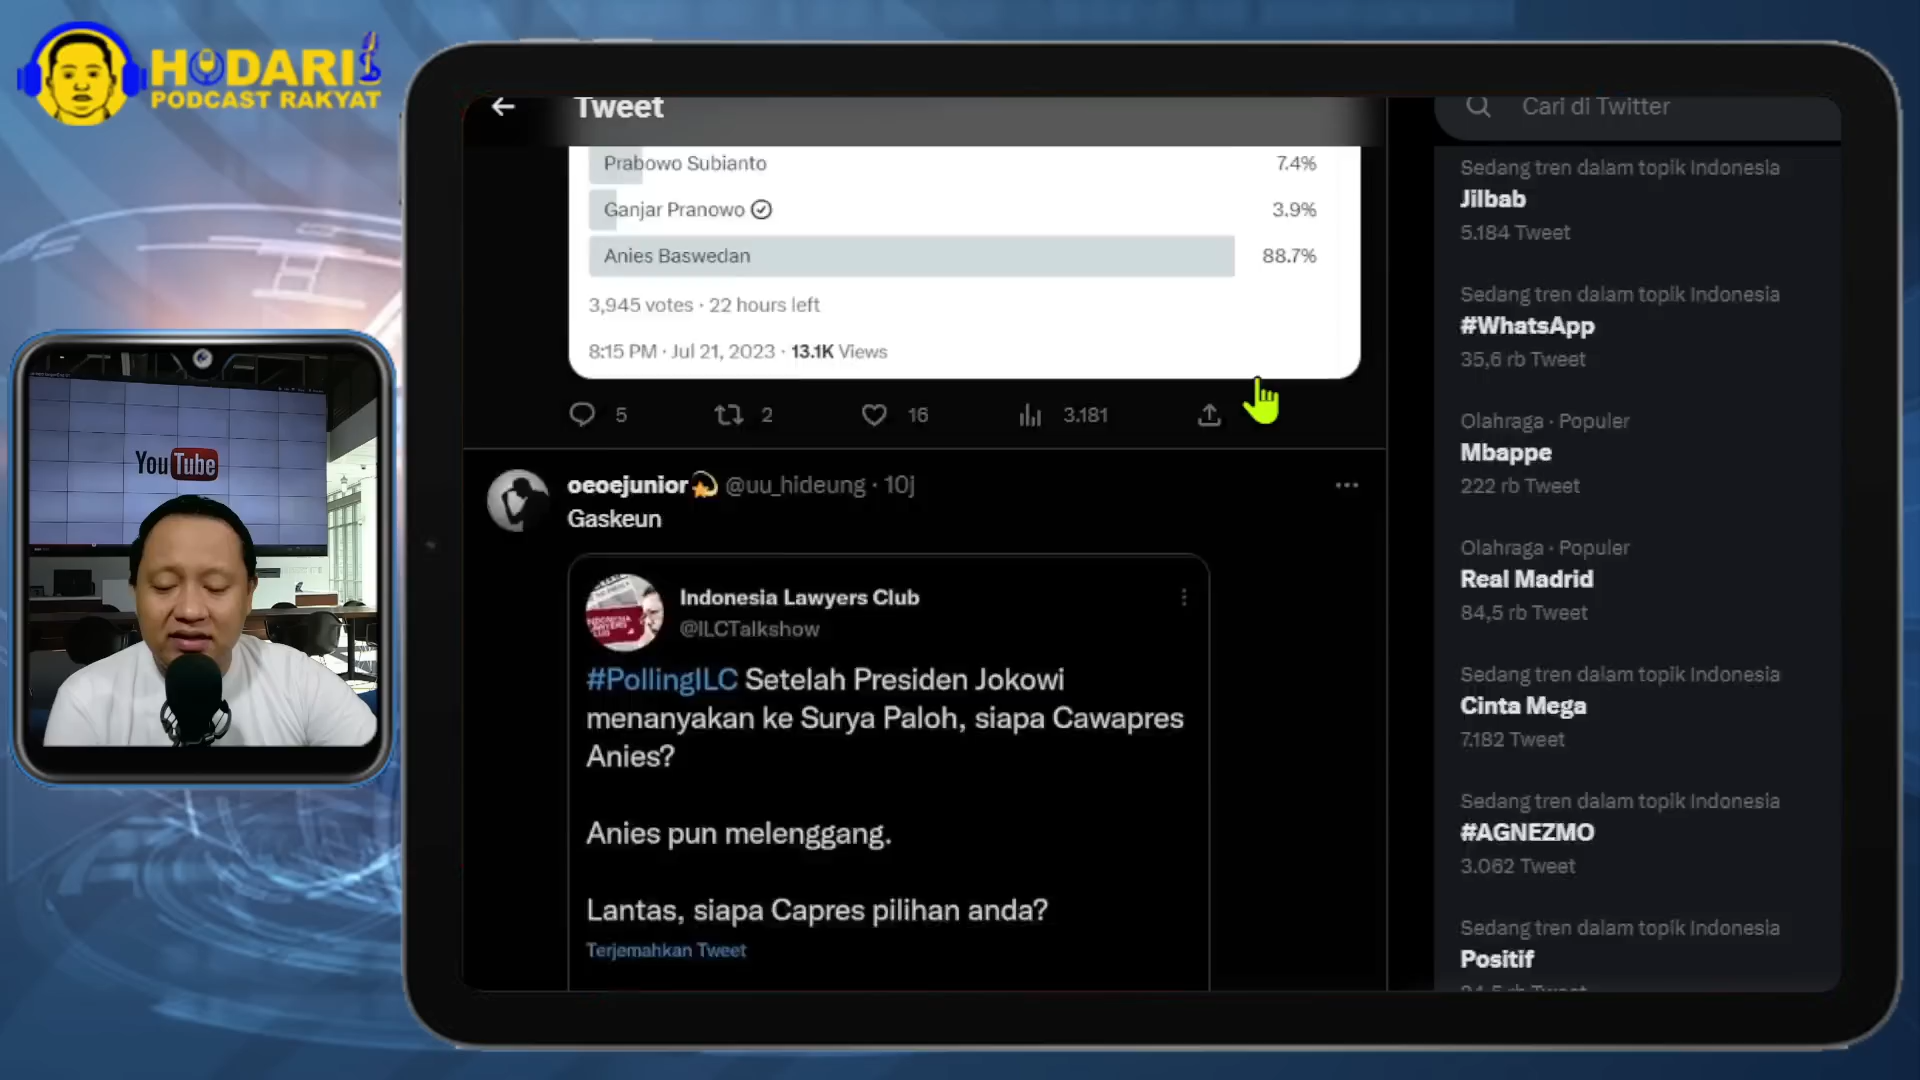 HODARI
PODCAST RAKYAT
YouTube
Tweet
Prabowo Subianto 7.4%
Ganjar Pranowo 3.9%
Anies Baswedan 88.7%
3,945 votes · 22 hours left
8:15 PM · Jul 21, 2023 · 13.1K Views
5 2 16 3.181
oeoejunior @uu_hideung · 10j
Gaskeun
Indonesia Lawyers Club
@ILCTalkshow
#PollingILC Setelah Presiden Jokowi
menanyakan ke Surya Paloh, siapa Cawapres
Anies?
Anies pun melenggang.
Lantas, siapa Capres pilihan anda?
Terjemahkan Tweet
Cari di Twitter
Sedang tren dalam topik Indonesia
Jilbab
5.184 Tweet
Sedang tren dalam topik Indonesia
#WhatsApp
35,6 rb Tweet
Olahraga · Populer
Mbappe
222 rb Tweet
Olahraga · Populer
Real Madrid
84,5 rb Tweet
Sedang tren dalam topik Indonesia
Cinta Mega
7.182 Tweet
Sedang tren dalam topik Indonesia
#AGNEZMO
3.062 Tweet
Sedang tren dalam topik Indonesia
Positif